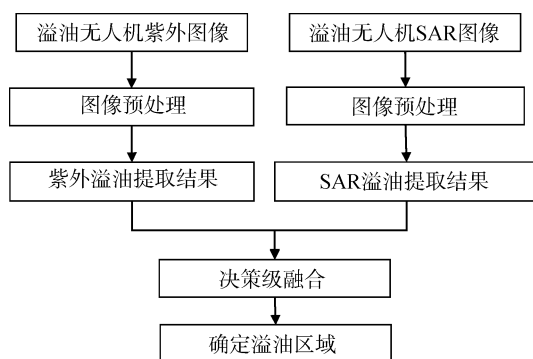 溢油无人机紫外图像
溢油无人机SAR图像
图像预处理
图像预处理
紫外溢油提取结果
SAR溢油提取结果
决策级融合
确定溢油区域